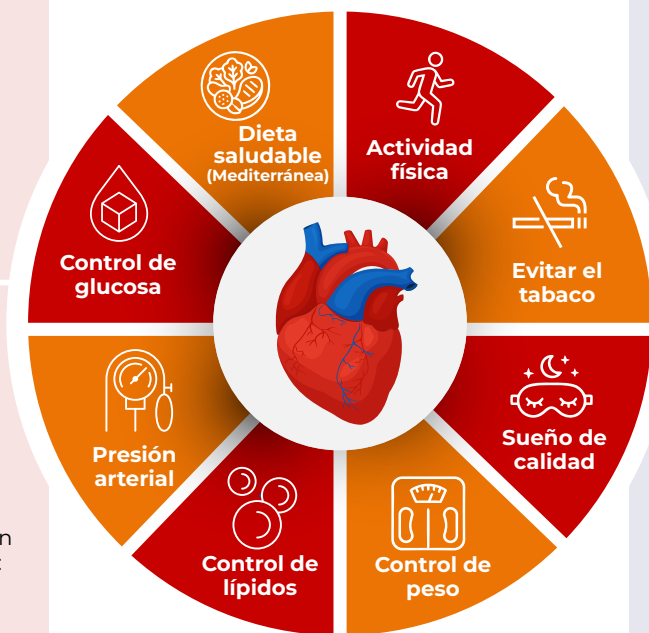 Dieta
saludable
(Mediterránea)
Actividad
física
Evitar el
tabaco
Sueño de
calidad
Control de
peso
Control de
lípidos
Presión
arterial
Control de
glucosa